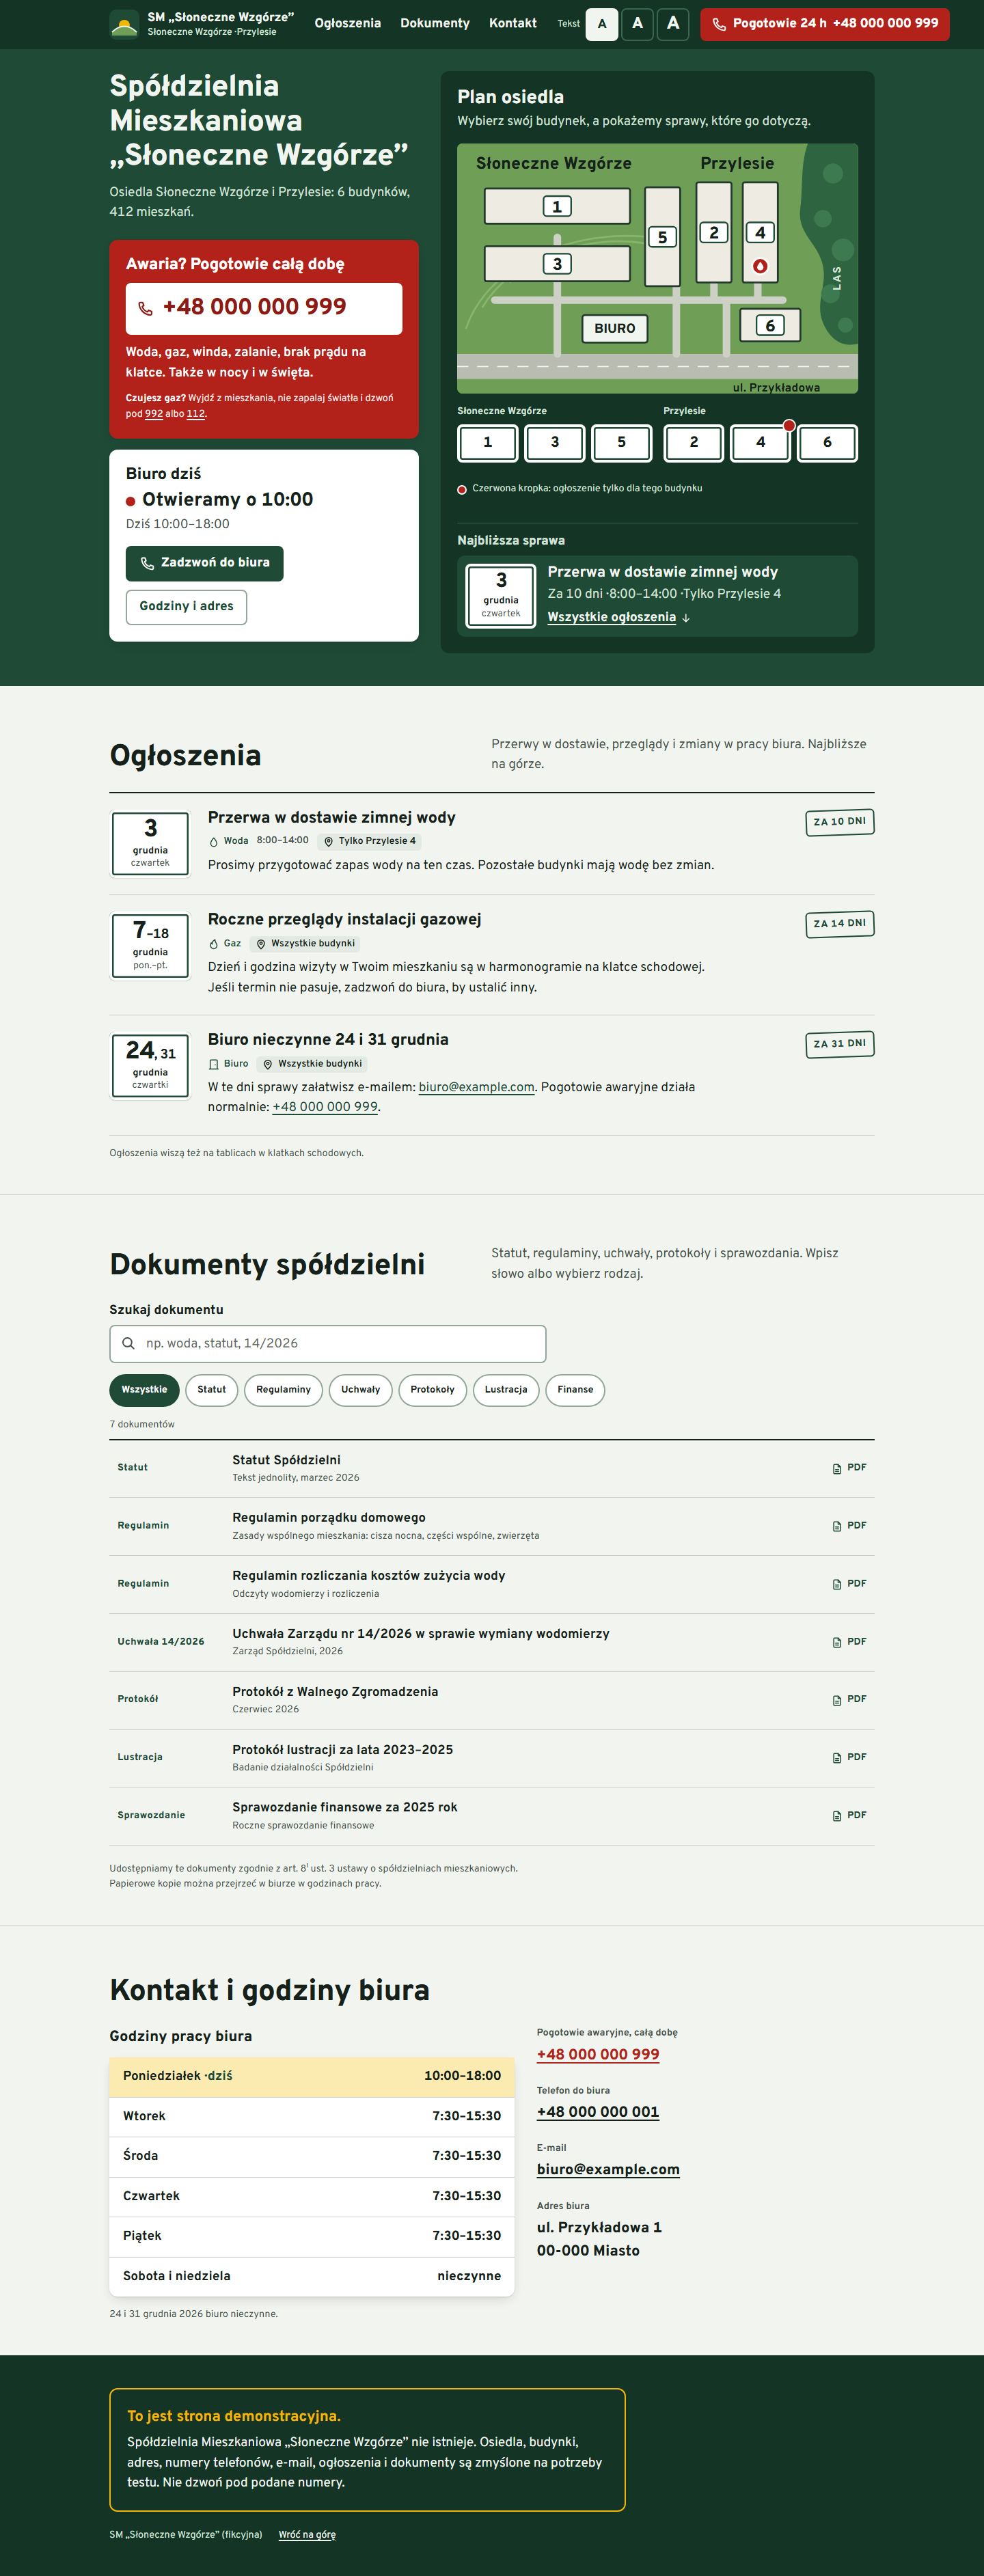 SM „Słoneczne Wzgórze”
Słoneczne Wzgórze ·Przylesie
Ogłoszenia
Dokumenty
Kontakt
Tekst
A
A
A
Pogotowie 24 h +48 000 000 999
Spółdzielnia
Mieszkaniowa
„Słoneczne Wzgórze”
Osiedla Słoneczne Wzgórze i Przylesie: 6 budynków,
412 mieszkań.
Awaria? Pogotowie całą dobę
+48 000 000 999
Woda, gaz, winda, zalanie, brak prądu na
klatce. Także w nocy i w święta.
Czujesz gaz? Wyjdź z mieszkania, nie zapalaj światła i dzwoń
pod 992 albo 112.
Biuro dziś
Otwieramy o 10:00
Dziś 10:00–18:00
Zadzwoń do biura
Godziny i adres
Plan osiedla
Wybierz swój budynek, a pokażemy sprawy, które go dotyczą.
Słoneczne Wzgórze
Przylesie
1
5
2
4
3
LAS
BIURO
6
ul. Przykładowa
Słoneczne Wzgórze
Przylesie
1
3
5
2
4
6
Czerwona kropka: ogłoszenie tylko dla tego budynku
Najbliższa sprawa
3
grudnia
czwartek
Przerwa w dostawie zimnej wody
Za 10 dni ·8:00–14:00 ·Tylko Przylesie 4
Wszystkie ogłoszenia ↓
Ogłoszenia
Przerwy w dostawie, przeglądy i zmiany w pracy biura. Najbliższe
na górze.
3
grudnia
czwartek
Przerwa w dostawie zimnej wody
Woda 8:00–14:00 Tylko Przylesie 4
Prosimy przygotować zapas wody na ten czas. Pozostałe budynki mają wodę bez zmian.
ZA 10 DNI
7–18
grudnia
pon.–pt.
Roczne przeglądy instalacji gazowej
Gaz Wszystkie budynki
Dzień i godzina wizyty w Twoim mieszkaniu są w harmonogramie na klatce schodowej.
Jeśli termin nie pasuje, zadzwoń do biura, by ustalić inny.
ZA 14 DNI
24, 31
grudnia
czwartki
Biuro nieczynne 24 i 31 grudnia
Biuro Wszystkie budynki
W te dni sprawy załatwisz e-mailem: biuro@example.com. Pogotowie awaryjne działa
normalnie: +48 000 000 999.
ZA 31 DNI
Ogłoszenia wiszą też na tablicach w klatkach schodowych.
Dokumenty spółdzielni
Statut, regulaminy, uchwały, protokoły i sprawozdania. Wpisz
słowo albo wybierz rodzaj.
Szukaj dokumentu
np. woda, statut, 14/2026
Wszystkie
Statut
Regulaminy
Uchwały
Protokoły
Lustracja
Finanse
7 dokumentów
Statut
Statut Spółdzielni
Tekst jednolity, marzec 2026
PDF
Regulamin
Regulamin porządku domowego
Zasady wspólnego mieszkania: cisza nocna, części wspólne, zwierzęta
PDF
Regulamin
Regulamin rozliczania kosztów zużycia wody
Odczyty wodomierzy i rozliczenia
PDF
Uchwała 14/2026
Uchwała Zarządu nr 14/2026 w sprawie wymiany wodomierzy
Zarząd Spółdzielni, 2026
PDF
Protokół
Protokół z Walnego Zgromadzenia
Czerwiec 2026
PDF
Lustracja
Protokół lustracji za lata 2023–2025
Badanie działalności Spółdzielni
PDF
Sprawozdanie
Sprawozdanie finansowe za 2025 rok
Roczne sprawozdanie finansowe
PDF
Udostępniamy te dokumenty zgodnie z art. 8¹ ust. 3 ustawy o spółdzielniach mieszkaniowych.
Papierowe kopie można przejrzeć w biurze w godzinach pracy.
Kontakt i godziny biura
Godziny pracy biura
Poniedziałek ·dziś 10:00–18:00
Wtorek 7:30–15:30
Środa 7:30–15:30
Czwartek 7:30–15:30
Piątek 7:30–15:30
Sobota i niedziela nieczynne
24 i 31 grudnia 2026 biuro nieczynne.
Pogotowie awaryjne, całą dobę
+48 000 000 999
Telefon do biura
+48 000 000 001
E-mail
biuro@example.com
Adres biura
ul. Przykładowa 1
00-000 Miasto
To jest strona demonstracyjna.
Spółdzielnia Mieszkaniowa „Słoneczne Wzgórze” nie istnieje. Osiedla, budynki,
adres, numery telefonów, e-mail, ogłoszenia i dokumenty są zmyślone na potrzeby
testu. Nie dzwoń pod podane numery.
SM „Słoneczne Wzgórze” (fikcyjna)
Wróć na górę